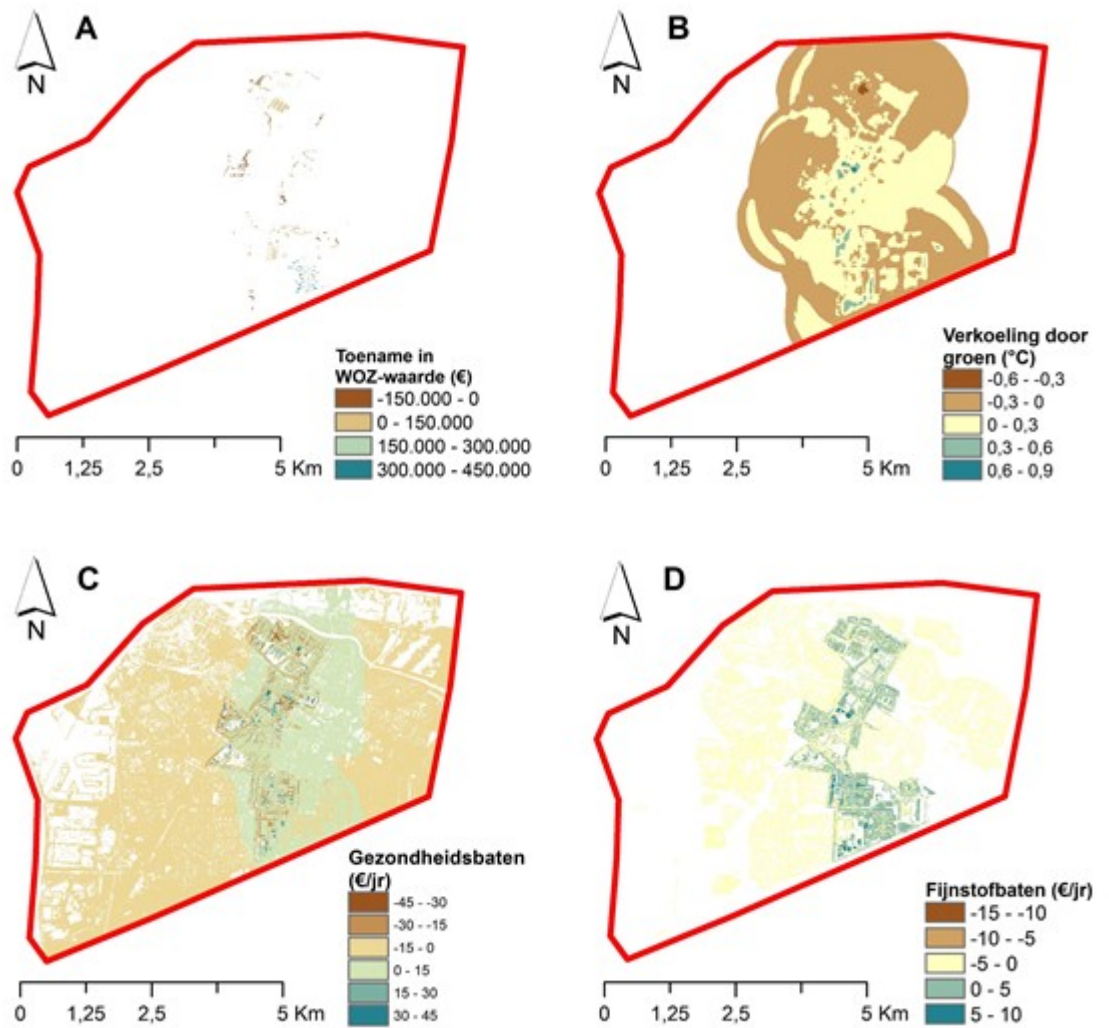 A
N
Toename in
WOZ-waarde (€)
-150.000 - 0
0 - 150.000
150.000 - 300.000
300.000 - 450.000
0 1,25 2,5 5 Km
B
N
Verkoeling door
groen (°C)
-0,6 - -0,3
-0,3 - 0
0 - 0,3
0,3 - 0,6
0,6 - 0,9
0 1,25 2,5 5 Km
C
N
Gezondheidsbaten
(€/jr)
-45 - -30
-30 - -15
-15 - 0
0 - 15
15 - 30
30 - 45
0 1,25 2,5 5 Km
D
N
Fijnstofbaten (€/jr)
-15 - -10
-10 - -5
-5 - 0
0 - 5
5 - 10
0 1,25 2,5 5 Km